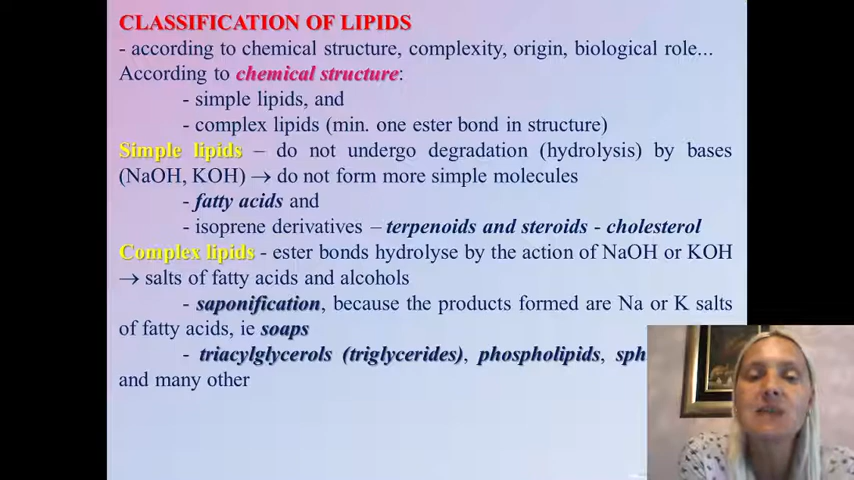 CLASSIFICATION OF LIPIDS
- according to chemical structure, complexity, origin, biological role...
According to chemical structure:
- simple lipids, and
- complex lipids (min. one ester bond in structure)
Simple lipids – do not undergo degradation (hydrolysis) by bases
(NaOH, KOH) → do not form more simple molecules
- fatty acids and
- isoprene derivatives – terpenoids and steroids - cholesterol
Complex lipids - ester bonds hydrolyse by the action of NaOH or KOH
→ salts of fatty acids and alcohols
- saponification, because the products formed are Na or K salts
of fatty acids, ie soaps
- triacylglycerols (triglycerides), phospholipids,
and many other